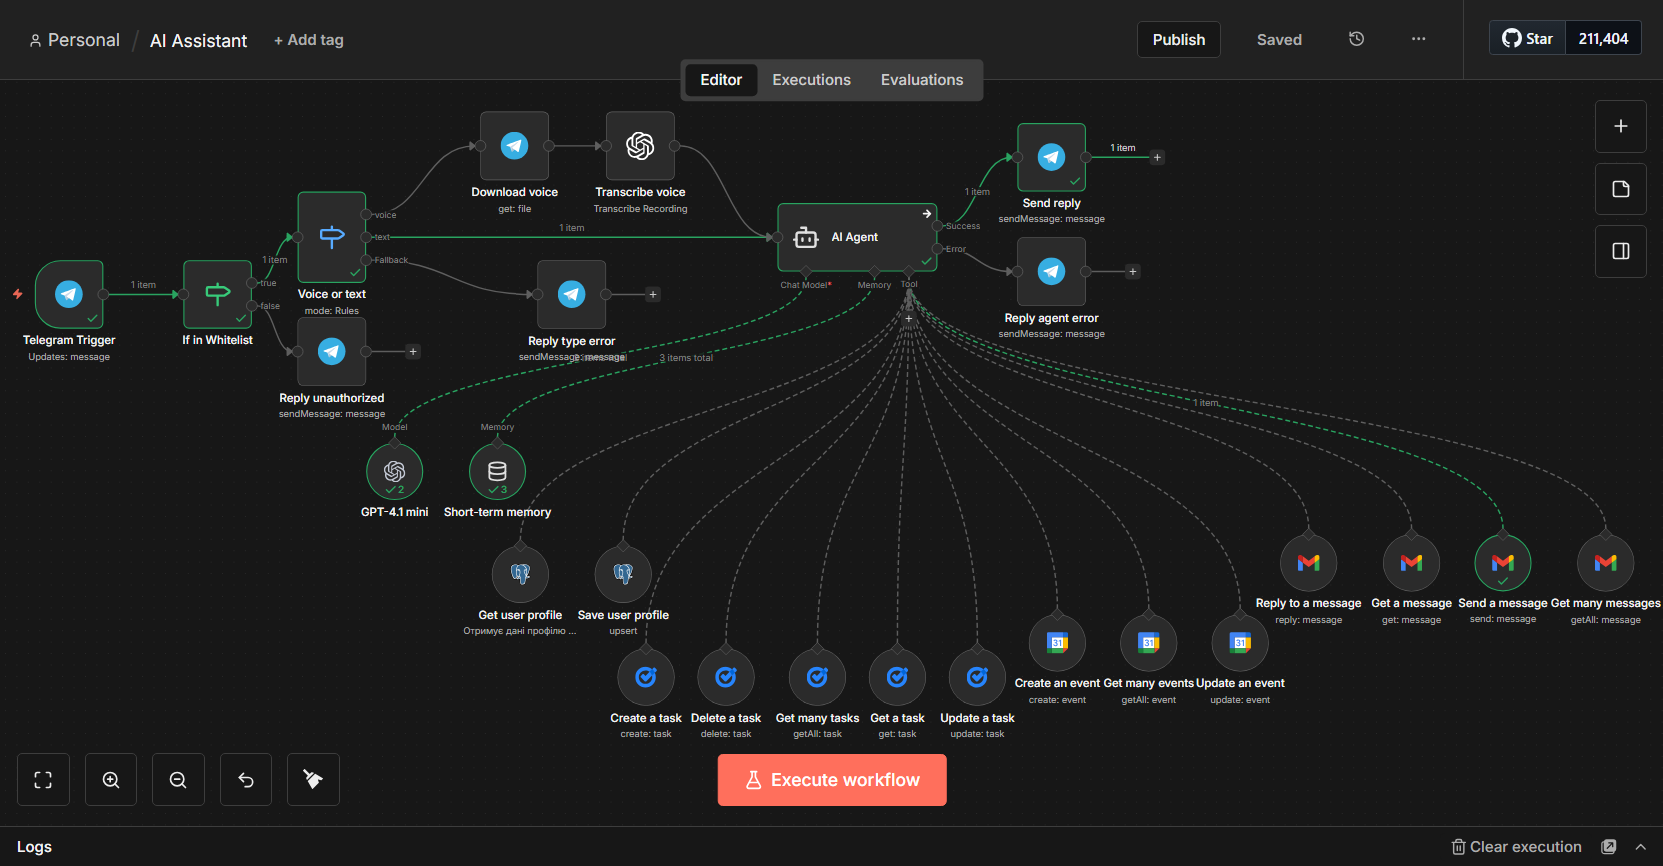 Personal / AI Assistant + Add tag
Publish
Saved
Star 211,404
Editor Executions Evaluations
Download voice
get: file
Transcribe voice
Transcribe Recording
1 item
Send reply
sendMessage: message
1 item
voice
text
Fallback
1 item
AI Agent
Success
Error
Chat Model*
Memory
Tool
1 item
true
false
Voice or text
mode: Rules
1 item
Telegram Trigger
Updates: message
If in Whitelist
Reply type error
sendMessage: message
Reply agent error
sendMessage: message
3 items total
Reply unauthorized
sendMessage: message
1 item
Model
Memory
2
3
GPT-4.1 mini
Short-term memory
Get user profile
Отримує дані профілю ...
Save user profile
upsert
Reply to a message
reply: message
Get a message
get: message
Send a message
send: message
Get many messages
getAll: message
31
31
31
Create an event
create: event
Get many events
getAll: event
Update an event
update: event
Create a task
create: task
Delete a task
delete: task
Get many tasks
getAll: task
Get a task
get: task
Update a task
update: task
Execute workflow
Logs
Clear execution